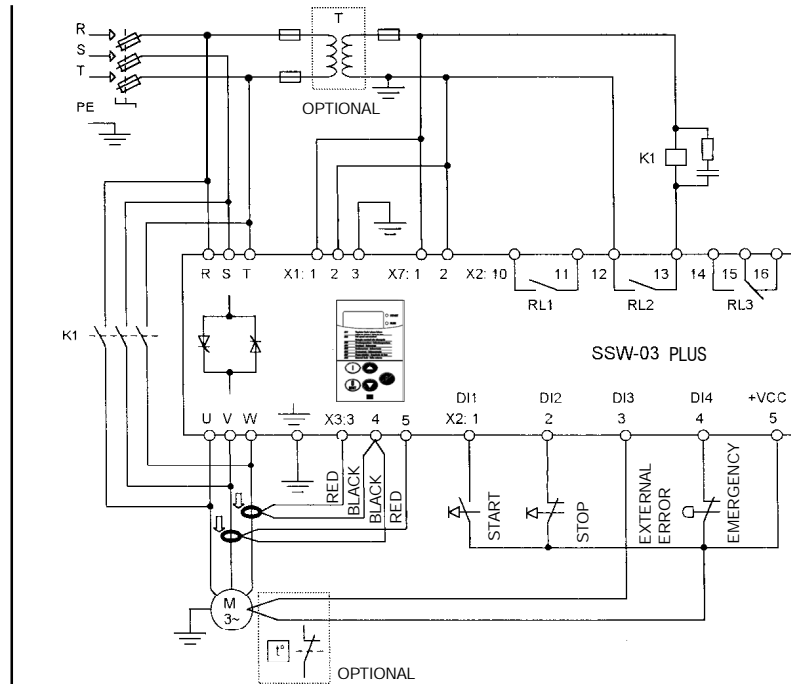 T
OPTIONAL
R
S
T
PE
K1
R S T X1: 1 2 3 X7: 1 2 X2: 10 11 12 13 14 15 16
RL1 RL2 RL3
K1
SSW-03 PLUS
DI1 DI2 DI3 DI4 +VCC
U V W X3:3 4 5 X2: 1 2 3 4 5
RED
BLACK
BLACK
RED
START
STOP
EXTERNAL
ERROR
EMERGENCY
M
3~
t°
OPTIONAL